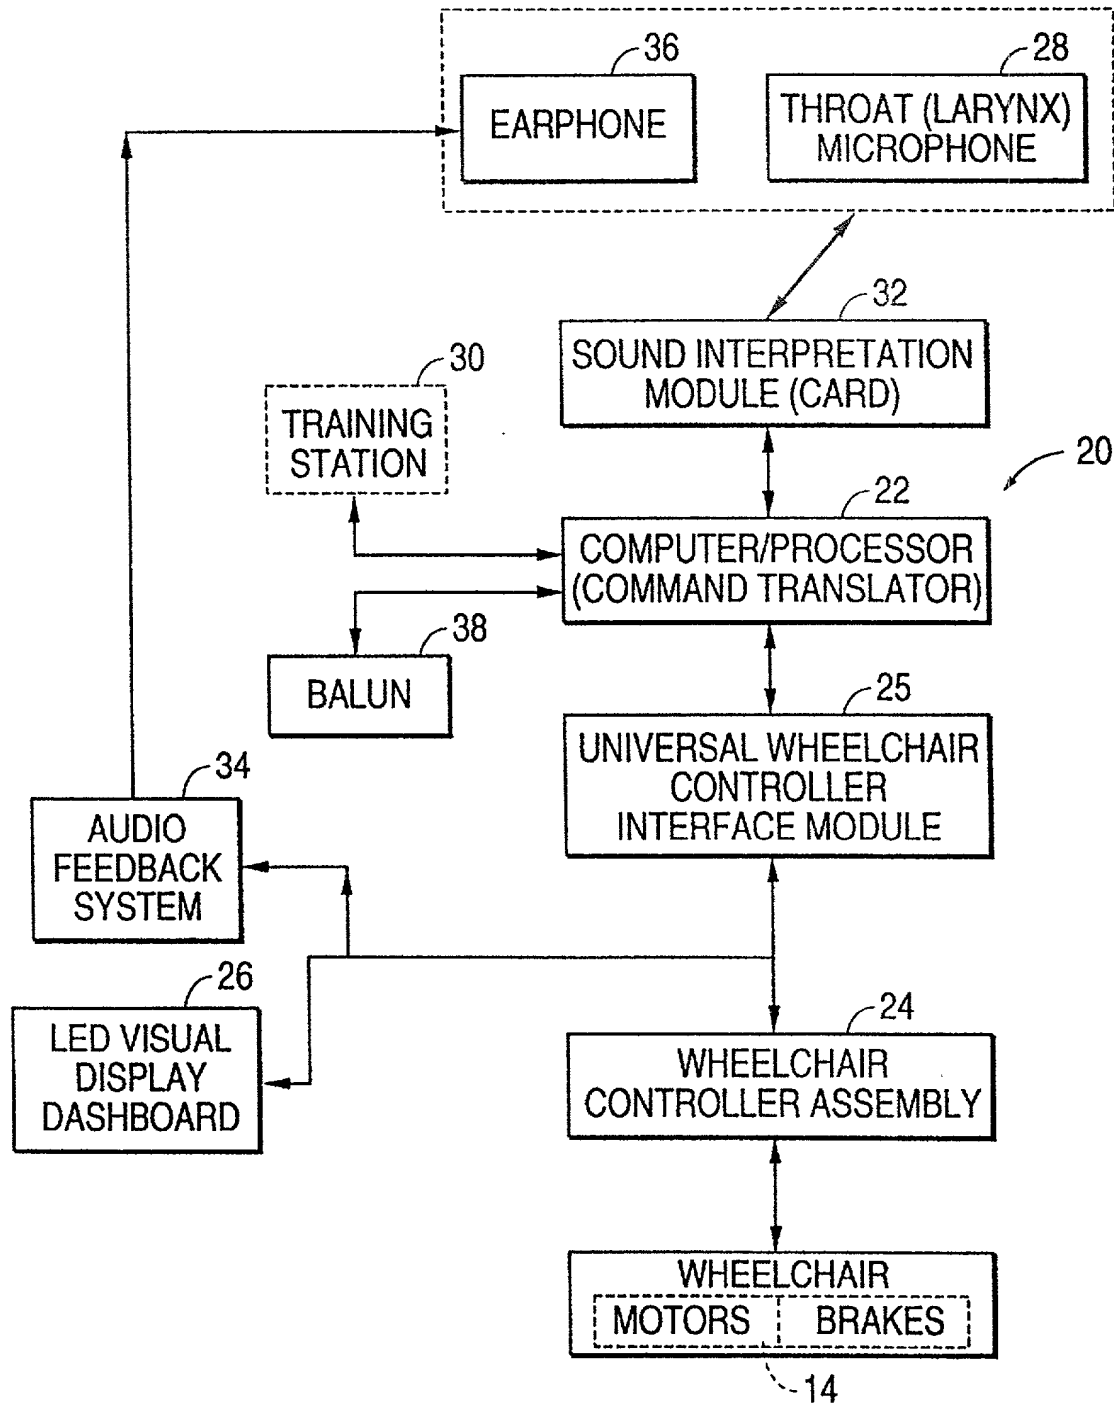 36
28
EARPHONE
THROAT (LARYNX)
MICROPHONE
32
SOUND INTERPRETATION
MODULE (CARD)
30
TRAINING
STATION
20
22
COMPUTER/PROCESSOR
(COMMAND TRANSLATOR)
38
BALUN
25
UNIVERSAL WHEELCHAIR
CONTROLLER
INTERFACE MODULE
34
AUDIO
FEEDBACK
SYSTEM
26
LED VISUAL
DISPLAY
DASHBOARD
24
WHEELCHAIR
CONTROLLER ASSEMBLY
WHEELCHAIR
MOTORS BRAKES
14